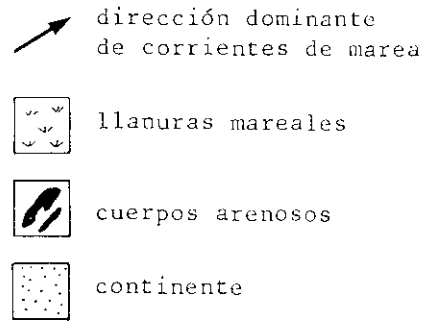 dirección dominante
de corrientes de marea
llanuras mareales
cuerpos arenosos
continente